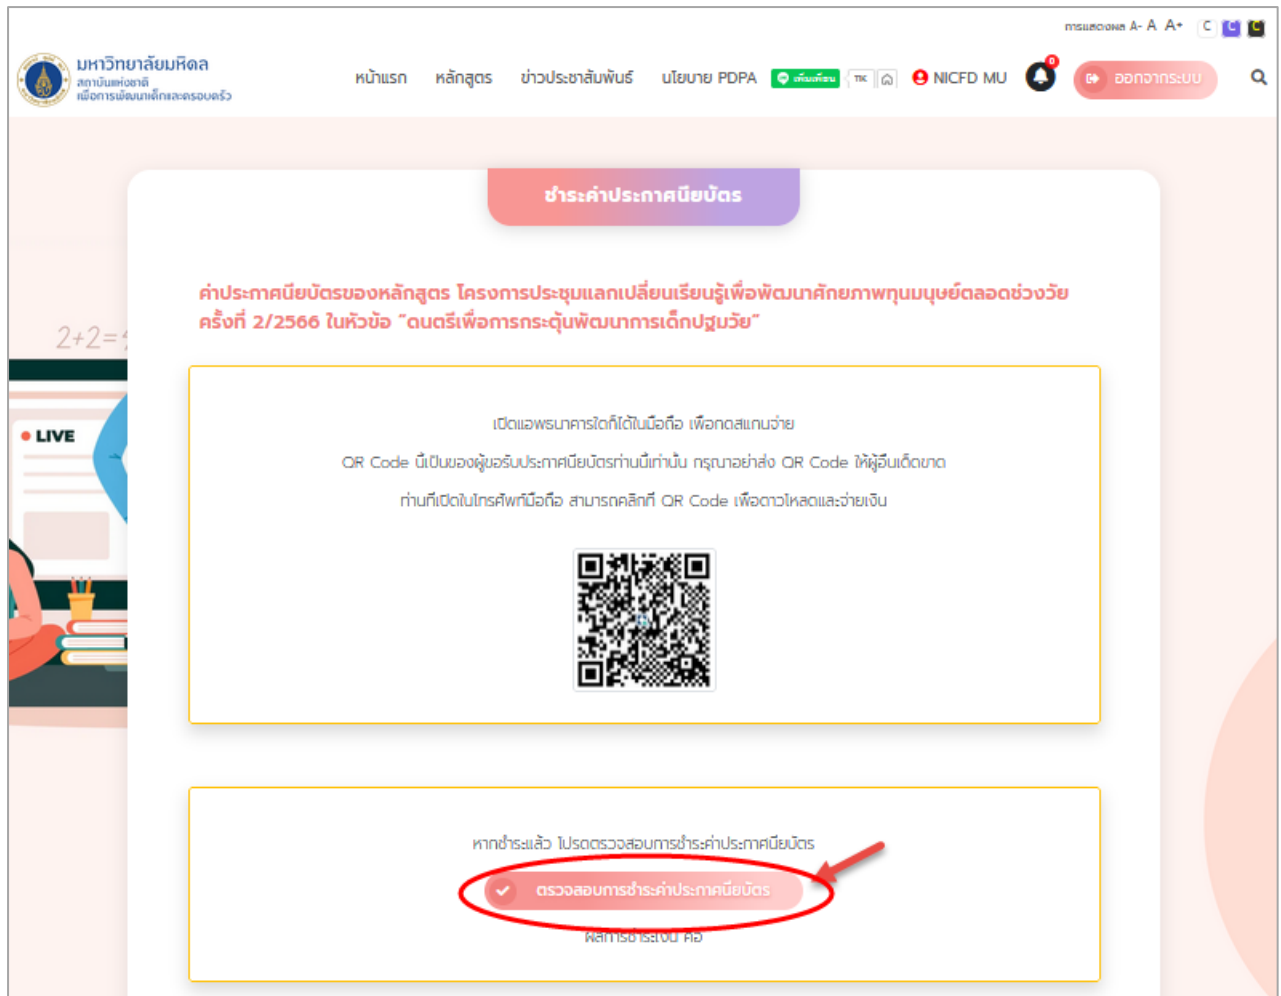 การแสดงผล A- A A+ C C C
มหาวิทยาลัยมหิดล
สถาบันแห่งชาติ
เพื่อการพัฒนาเด็กและครอบครัว
หน้าแรก หลักสูตร ข่าวประชาสัมพันธ์ นโยบาย PDPA เพิ่มเพื่อน NICFD MU 0 ออกจากระบบ
ชำระค่าประกาศนียบัตร
ค่าประกาศนียบัตรของหลักสูตร โครงการประชุมแลกเปลี่ยนเรียนรู้เพื่อพัฒนาศักยภาพทุนมนุษย์ตลอดช่วงวัย
ครั้งที่ 2/2566 ในหัวข้อ “ดนตรีเพื่อการกระตุ้นพัฒนาการเด็กปฐมวัย”
2+2=
LIVE
เปิดแอพธนาคารใดก็ได้ในมือถือ เพื่อกดสแกนจ่าย
QR Code นี้เป็นของผู้ขอรับประกาศนียบัตรท่านนี้เท่านั้น กรุณาอย่าส่ง QR Code ให้ผู้อื่นเด็ดขาด
ท่านที่เปิดในโทรศัพท์มือถือ สามารถคลิกที่ QR Code เพื่อดาวโหลดและจ่ายเงิน
หากชำระแล้ว โปรดตรวจสอบการชำระค่าประกาศนียบัตร
ตรวจสอบการชำระค่าประกาศนียบัตร
ผลการชำระเงิน คือ